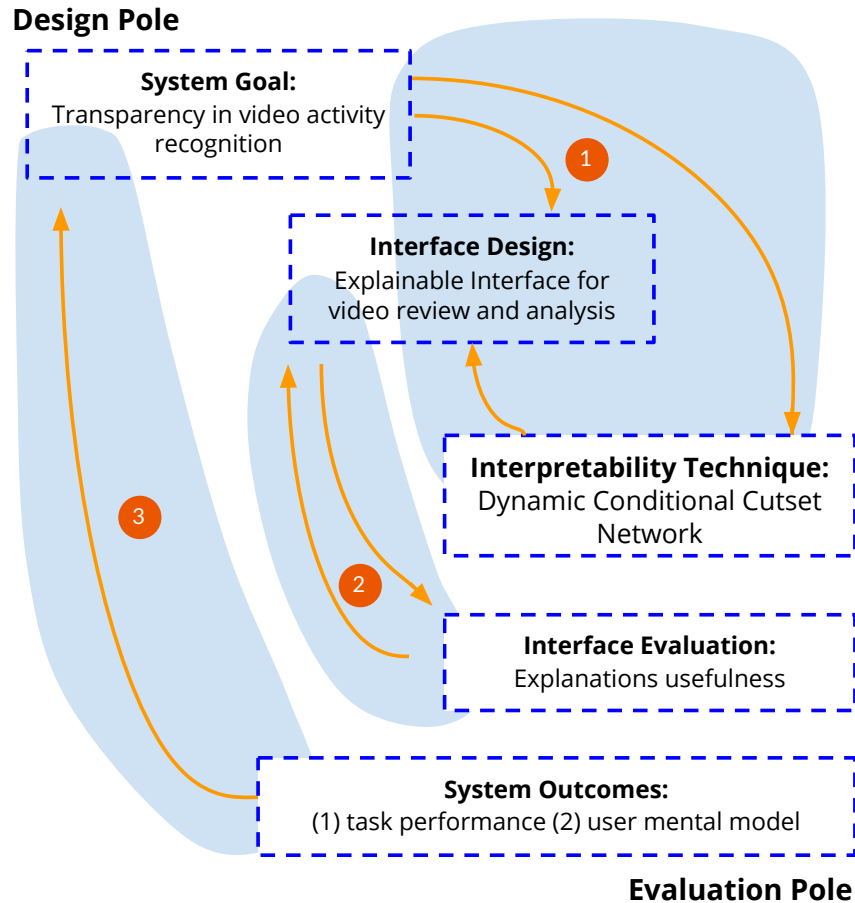 Design Pole
System Goal:
Transparency in video activity
recognition
1
Interface Design:
Explainable Interface for
video review and analysis
Interpretability Technique:
Dynamic Conditional Cutset
Network
3
2
Interface Evaluation:
Explanations usefulness
System Outcomes:
(1) task performance (2) user mental model
Evaluation Pole